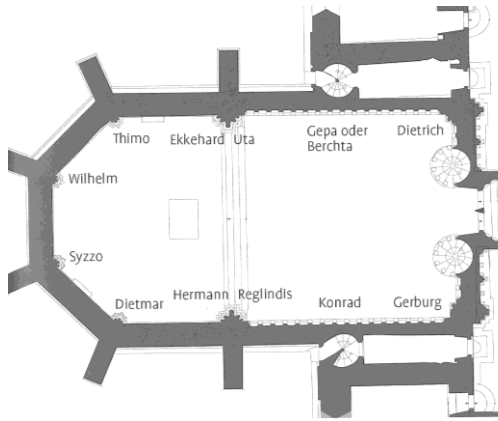 Thimo
Ekkehard
Uta
Gepa oder
Berchta
Dietrich
Wilhelm
Syzzo
Dietmar
Hermann
Reglindis
Konrad
Gerburg